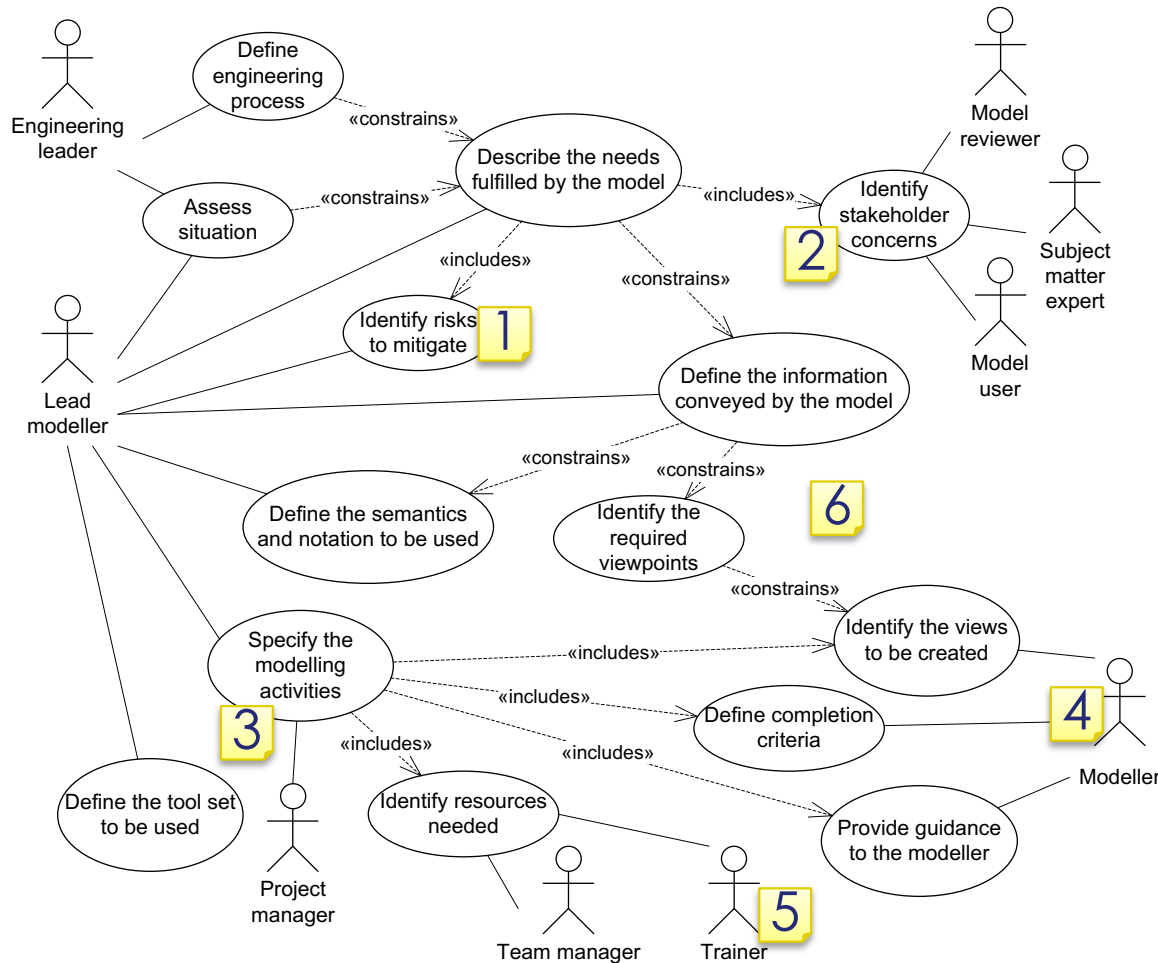 Define
engineering
process
Engineering
leader
«constrains»
Model
reviewer
Describe the needs
fulfilled by the model
Assess
situation
«constrains»
«includes»
Identify
stakeholder
concerns
2
Subject
matter
expert
«includes»
«constrains»
Identify risks
to mitigate
1
Model
user
Lead
modeller
Define the information
conveyed by the model
«constrains»
«constrains»
6
Define the semantics
and notation to be used
Identify the
required
viewpoints
«constrains»
Specify the
modelling
activities
3
«includes»
Identify the views
to be created
«includes»
Define completion
criteria
4
Modeller
«includes»
«includes»
Define the tool set
to be used
Identify resources
needed
Provide guidance
to the modeller
Project
manager
Team manager
Trainer
5